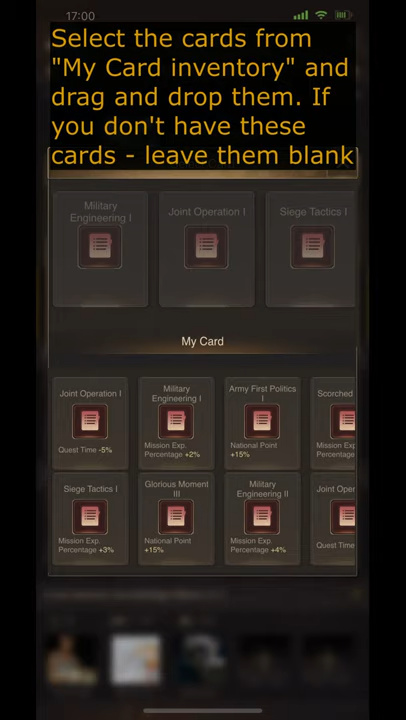 17:00
Select the cards from
"My Card inventory" and
drag and drop them. If
you don't have these
cards - leave them blank
Military
Engineering I
Joint Operation I
Siege Tactics I
My Card
Joint Operation I
Quest Time -5%
Military
Engineering I
Mission Exp.
Percentage +2%
Army First Politics
I
National Point
+15%
Scorched
Mission Exp.
Percentage
Siege Tactics I
Mission Exp.
Percentage +3%
Glorious Moment
III
National Point
+15%
Military
Engineering II
Mission Exp.
Percentage +4%
Joint Oper
Quest Time